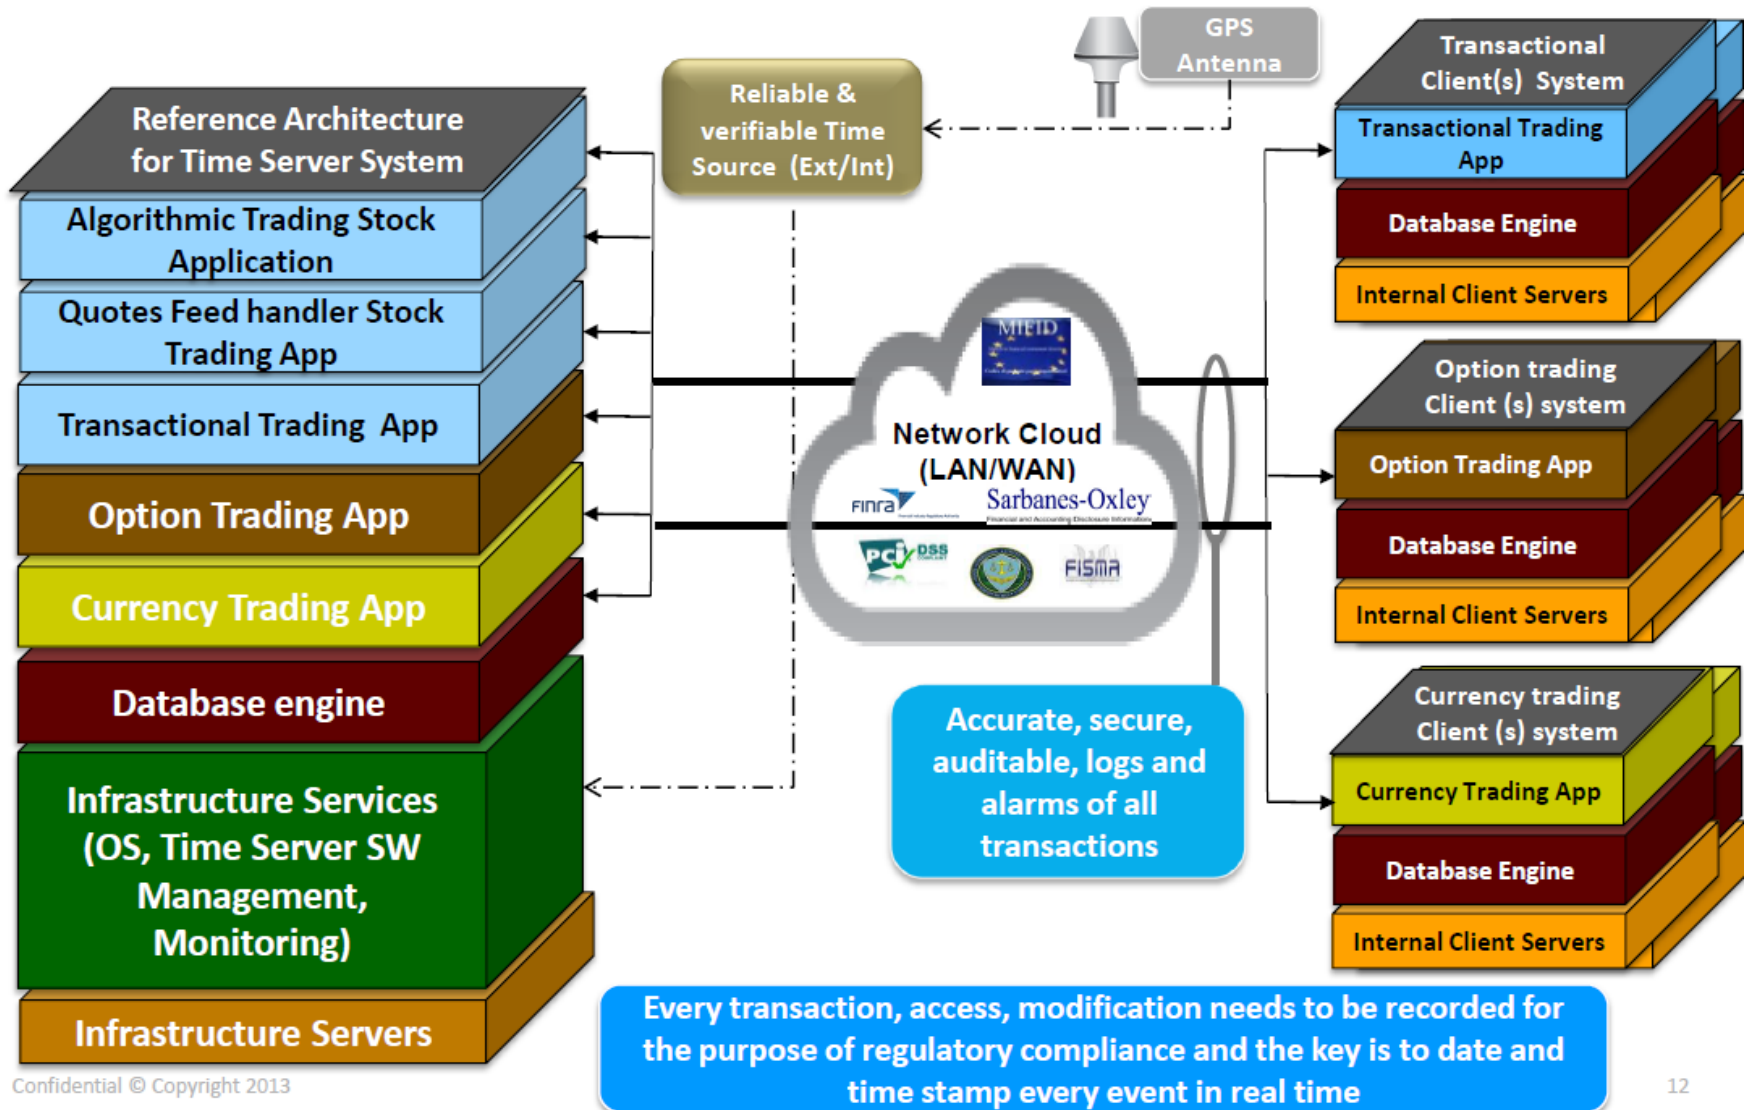 GPS
Antenna
Reliable &
verifiable Time
Source (Ext/Int)
Reference Architecture
for Time Server System
Algorithmic Trading Stock
Application
Quotes Feed handler Stock
Trading App
Transactional Trading App
Option Trading App
Currency Trading App
Database engine
Infrastructure Services
(OS, Time Server SW
Management,
Monitoring)
Infrastructure Servers
MIFID
Network Cloud
(LAN/WAN)
FINRA
Sarbanes-Oxley
Financial and Accounting Disclosure Information
PCI DSS
COMPLIANT
FISMA
Accurate, secure,
auditable, logs and
alarms of all
transactions
Transactional
Client(s) System
Transactional Trading
App
Database Engine
Internal Client Servers
Option trading
Client (s) system
Option Trading App
Database Engine
Internal Client Servers
Currency trading
Client (s) system
Currency Trading App
Database Engine
Internal Client Servers
Every transaction, access, modification needs to be recorded for
the purpose of regulatory compliance and the key is to date and
time stamp every event in real time
Confidential © Copyright 2013
12